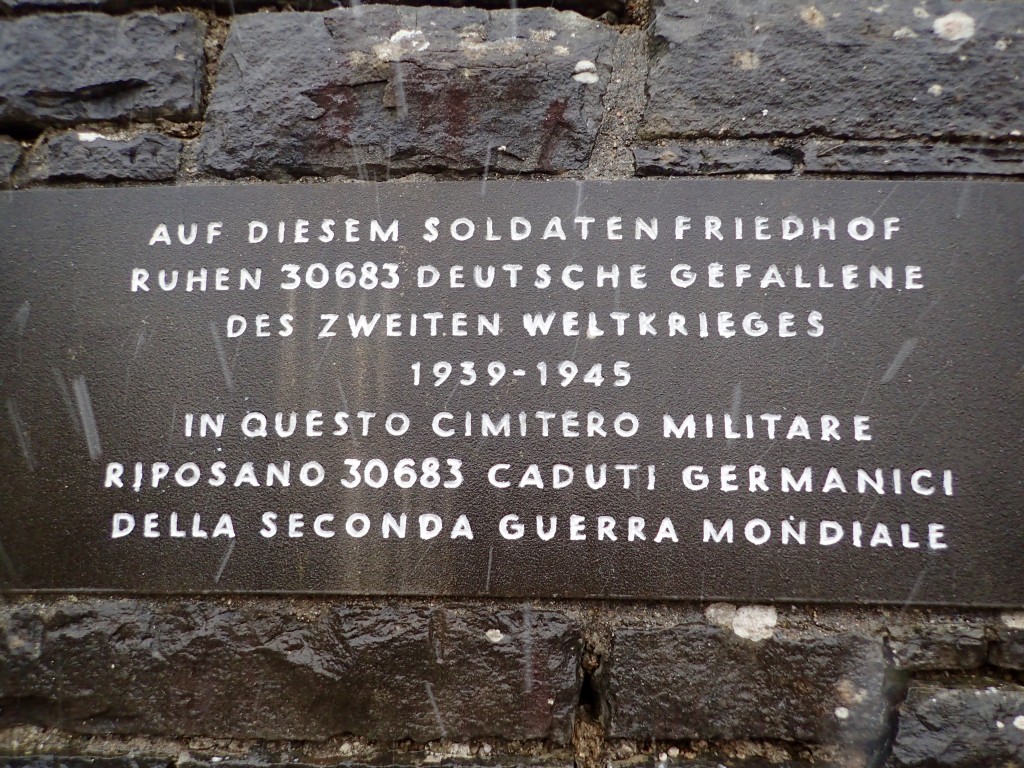 AUF DIESEM SOLDATENFRIEDHOF
RUHEN 30683 DEUTSCHE GEFALLENE
DES ZWEITEN WELTKRIEGES
1939-1945
IN QUESTO CIMITERO MILITARE
RIPOSANO 30683 CADUTI GERMANICI
DELLA SECONDA GUERRA MONDIALE